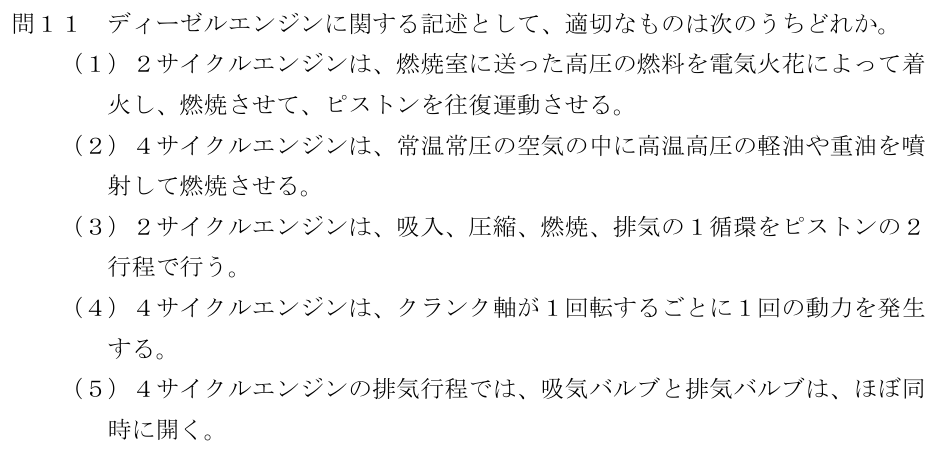 問１１　ディーゼルエンジンに関する記述として、適切なものは次のうちどれか。
（１）２サイクルエンジンは、燃焼室に送った高圧の燃料を電気火花によって着
火し、燃焼させて、ピストンを往復運動させる。
（２）４サイクルエンジンは、常温常圧の空気の中に高温高圧の軽油や重油を噴
射して燃焼させる。
（３）２サイクルエンジンは、吸入、圧縮、燃焼、排気の１循環をピストンの２
行程で行う。
（４）４サイクルエンジンは、クランク軸が１回転するごとに１回の動力を発生
する。
（５）４サイクルエンジンの排気行程では、吸気バルブと排気バルブは、ほぼ同
時に開く。